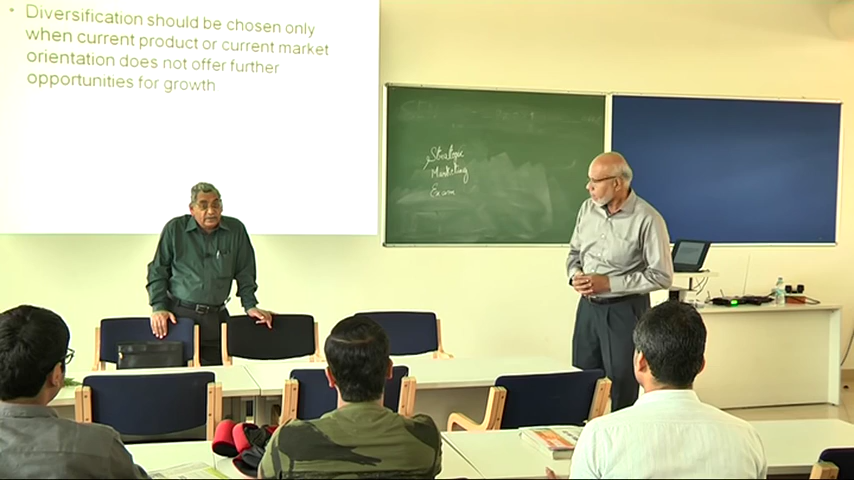 • Diversification should be chosen only
when current product or current market
orientation does not offer further
opportunities for growth
Strategic
Marketing
Exam